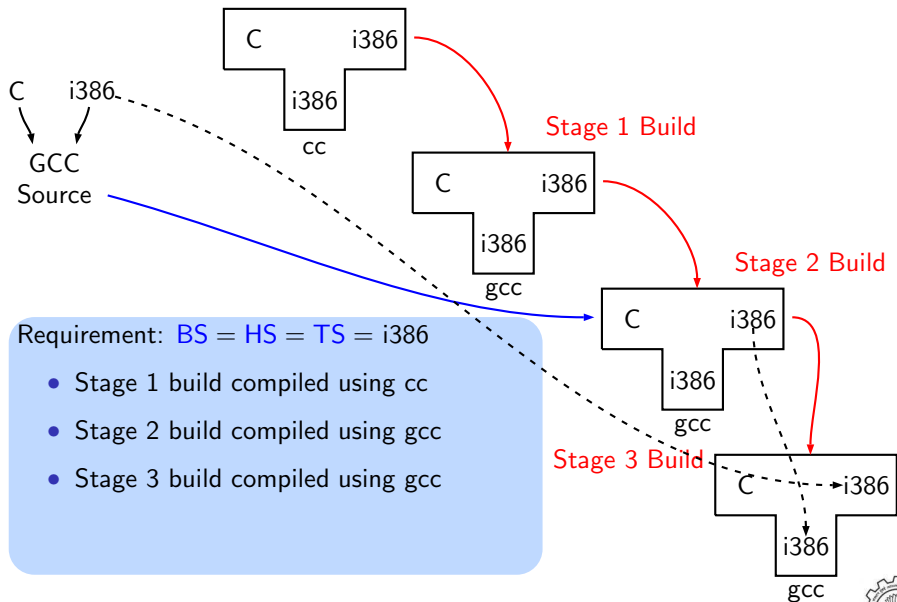 C i386
i386
cc
C i386
GCC
Source
Stage 1 Build
C i386
i386
gcc
Stage 2 Build
C i386
i386
gcc
Requirement: BS = HS = TS = i386
• Stage 1 build compiled using cc
• Stage 2 build compiled using gcc
• Stage 3 build compiled using gcc
Stage 3 Build
C i386
i386
gcc